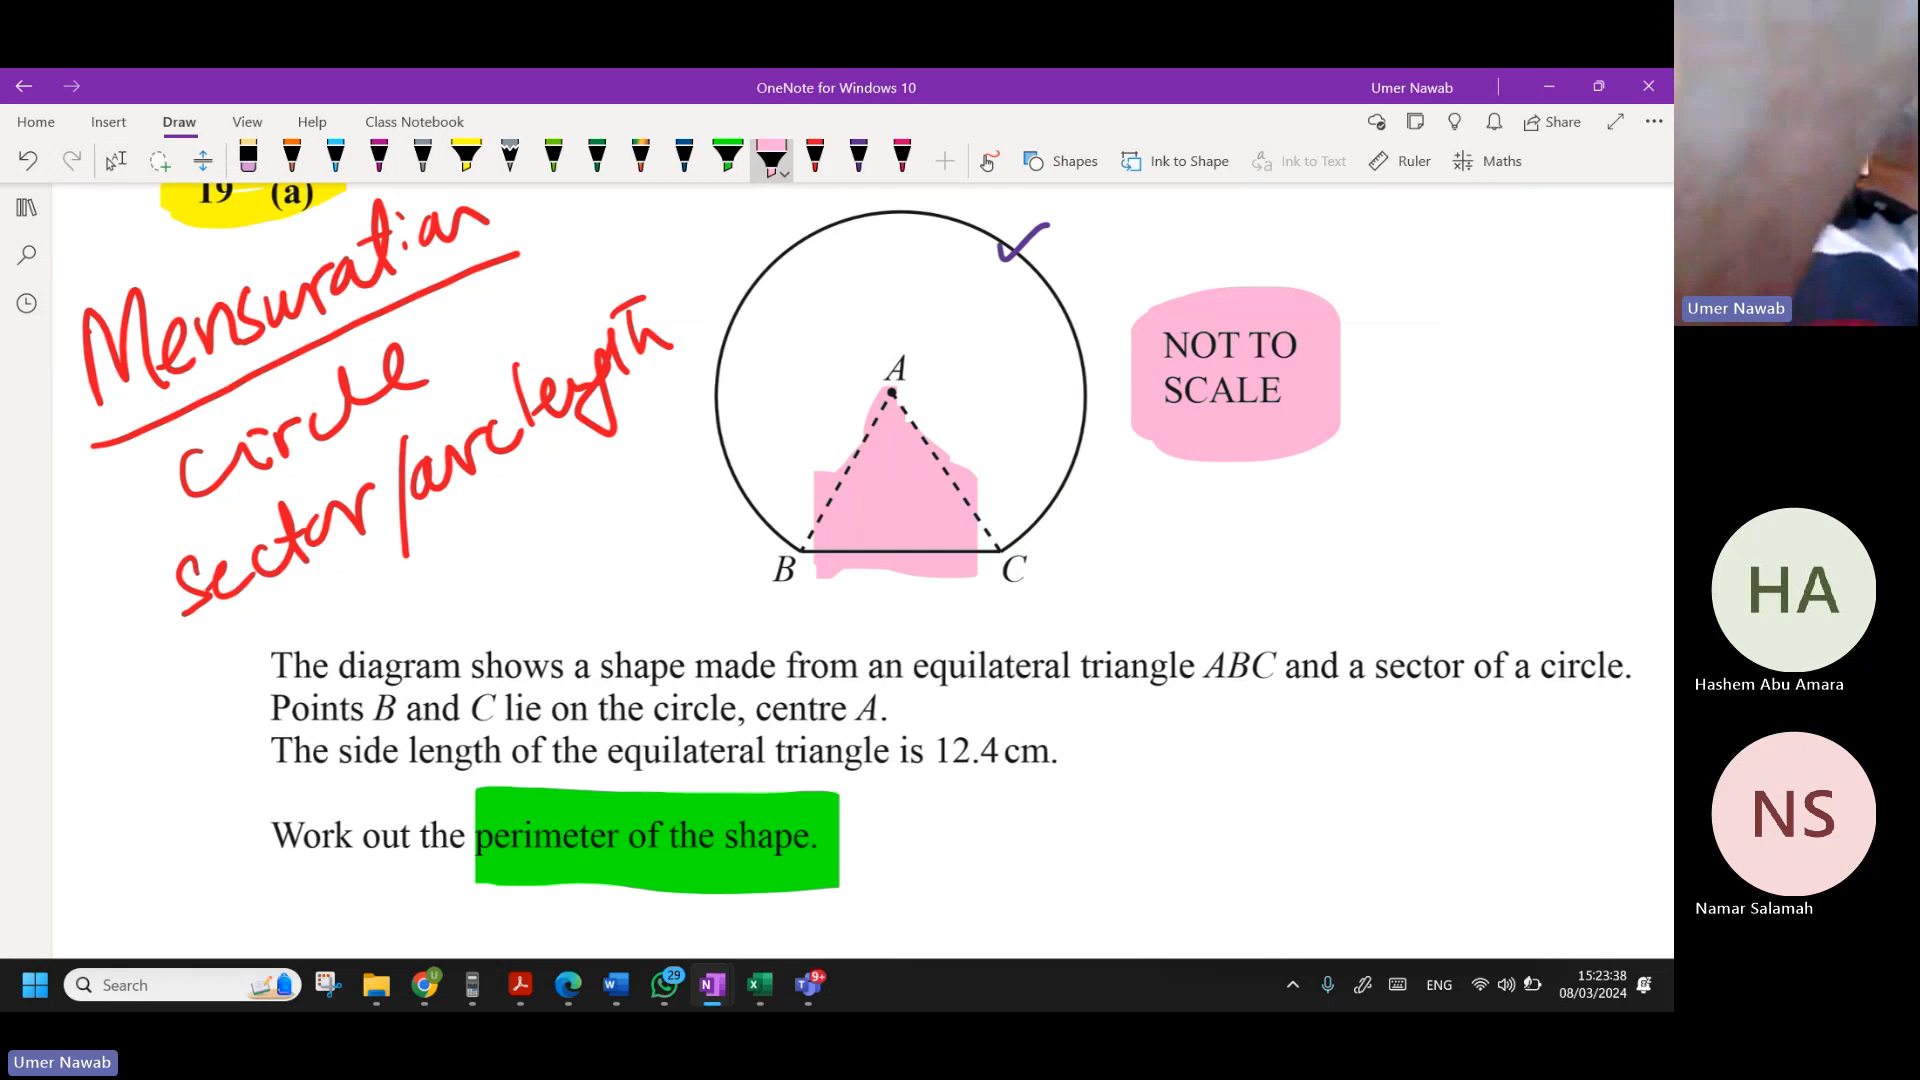 OneNote for Windows 10
Umer Nawab
Home Insert Draw View Help Class Notebook
Share
Shapes Ink to Shape Ink to Text Ruler Maths
19 (a)
Mensuration
circle
sector/arc length
A
B
C
NOT TO
SCALE
The diagram shows a shape made from an equilateral triangle ABC and a sector of a circle.
Points B and C lie on the circle, centre A.
The side length of the equilateral triangle is 12.4 cm.
Work out the perimeter of the shape.
Umer Nawab
HA
Hashem Abu Amara
NS
Namar Salamah
Search
U
W
29
N
X
9+
ENG
15:23:38
08/03/2024
Umer Nawab